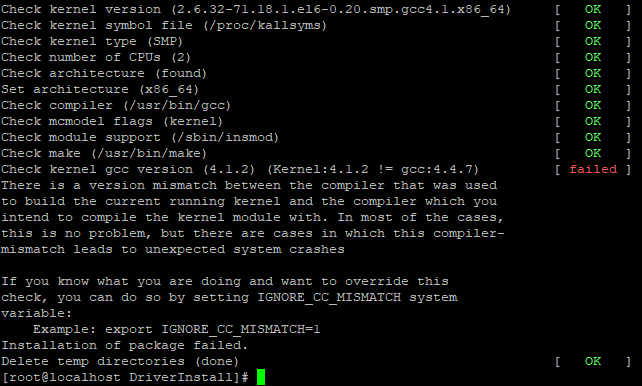 Check kernel version (2.6.32-71.18.1.el6-0.20.smp.gcc4.1.x86_64) [ OK ]
Check kernel symbol file (/proc/kallsyms) [ OK ]
Check kernel type (SMP) [ OK ]
Check number of CPUs (2) [ OK ]
Check architecture (found) [ OK ]
Set architecture (x86_64) [ OK ]
Check compiler (/usr/bin/gcc) [ OK ]
Check mcmodel flags (kernel) [ OK ]
Check module support (/sbin/insmod) [ OK ]
Check make (/usr/bin/make) [ OK ]
Check kernel gcc version (4.1.2) (Kernel:4.1.2 != gcc:4.4.7) [ failed ]
There is a version mismatch between the compiler that was used
to build the current running kernel and the compiler which you
intend to compile the kernel module with. In most of the cases,
this is no problem, but there are cases in which this compiler-
mismatch leads to unexpected system crashes
If you know what you are doing and want to override this
check, you can do so by setting IGNORE_CC_MISMATCH system
variable:
Example: export IGNORE_CC_MISMATCH=1
Installation of package failed.
Delete temp directories (done) [ OK ]
[root@localhost DriverInstall]#